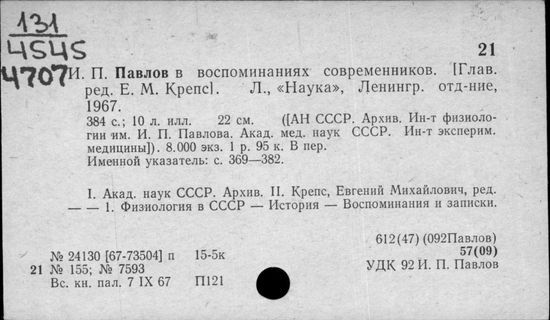 131
4545
4707
21
И. П. Павлов в воспоминаниях современников. [Глав.
ред. Е. М. Крепс]. Л., «Наука», Ленингр. отд-ние,
1967.
384 с.; 10 л. илл. 22 см. ([АН СССР. Архив. Ин-т физиоло-
гии им. И. П. Павлова. Акад. мед. наук СССР. Ин-т эксперим.
медицины]). 8.000 экз. 1 р. 95 к. В пер.
Именной указатель: с. 369—382.
I. Акад. наук СССР. Архив. II. Крепс, Евгений Михайлович, ред.
— — 1. Физиология в СССР — История — Воспоминания и записки.
612(47) (092Павлов)
57(09)
УДК 92 И. П. Павлов
№ 24130 [67-73504] п 15-5к
21 № 155; № 7593
Вс. кн. пал. 7 IX 67 П121